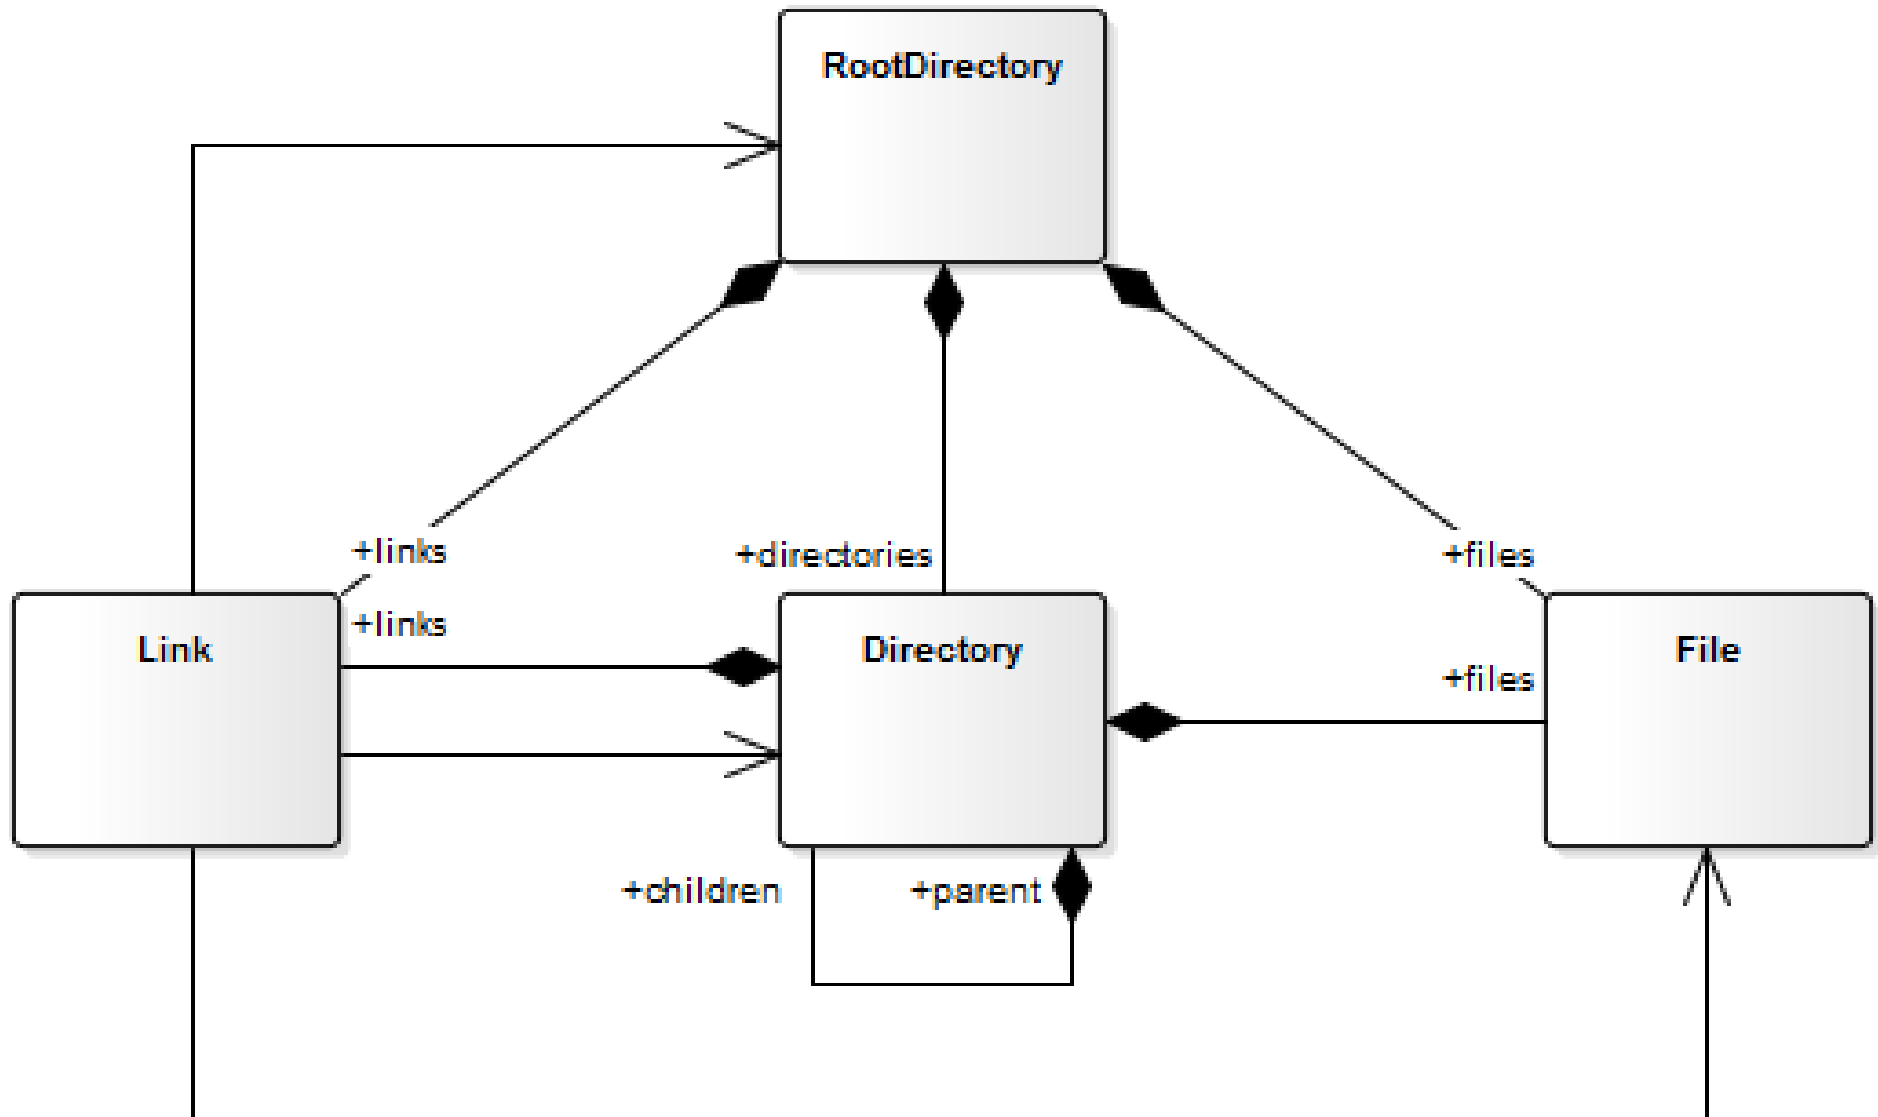 RootDirectory
+links
+directories
+files
+links
Link
Directory
File
+files
+children
+parent